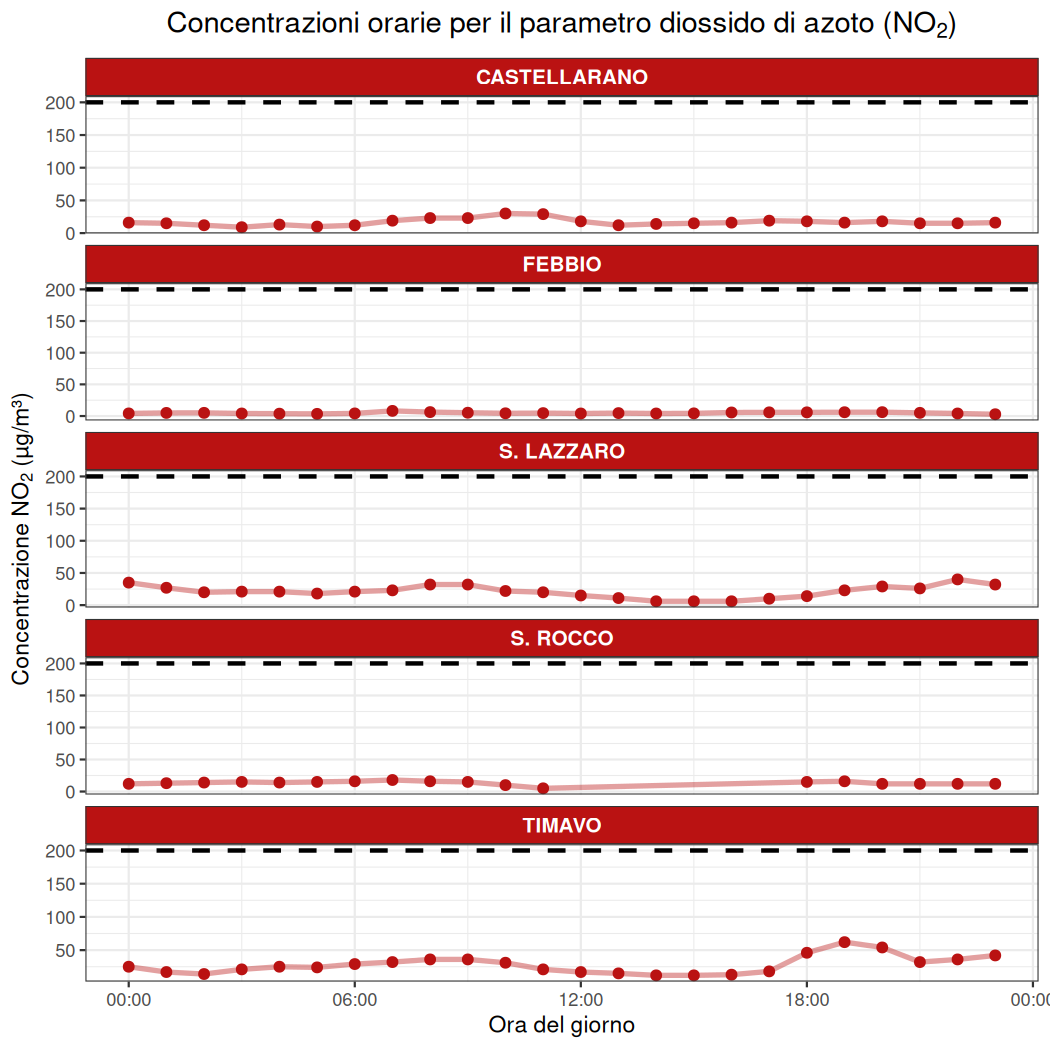 Concentrazioni orarie per il parametro diossido di azoto (NO₂)
Concentrazione NO₂ (µg/m³)
CASTELLARANO
200
150
100
50
0
FEBBIO
200
150
100
50
0
S. LAZZARO
200
150
100
50
0
S. ROCCO
200
150
100
50
0
TIMAVO
200
150
100
50
00:00 06:00 12:00 18:00 00:0
Ora del giorno